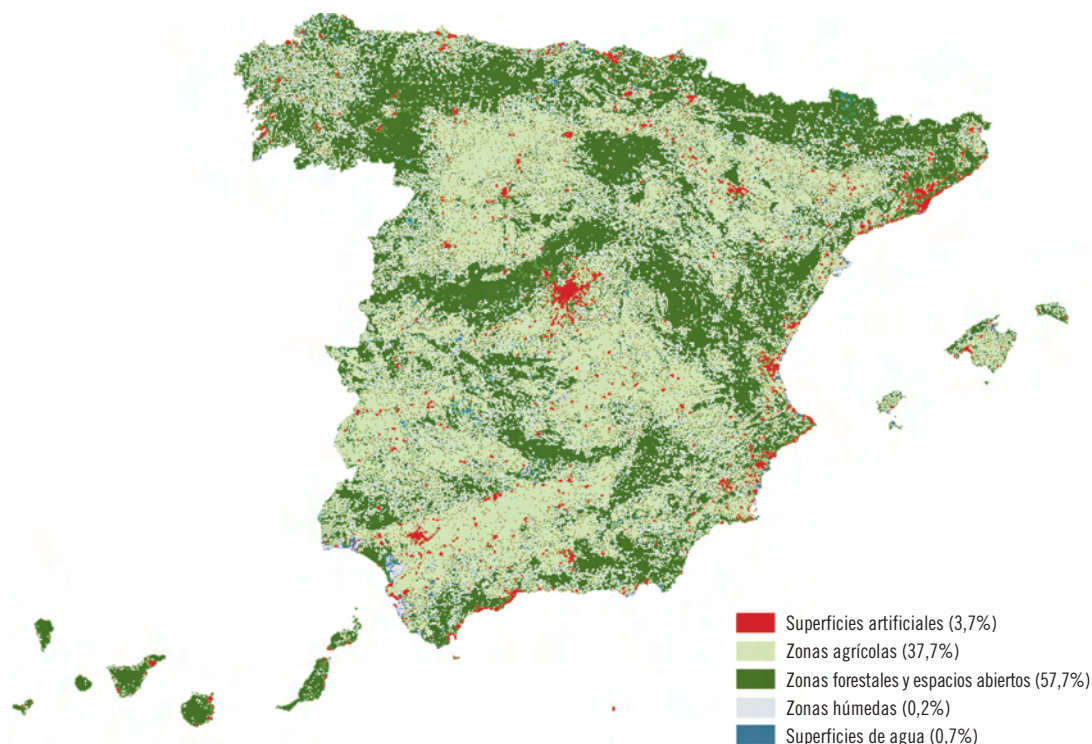 Superficies artificiales (3,7%)
Zonas agrícolas (37,7%)
Zonas forestales y espacios abiertos (57,7%)
Zonas húmedas (0,2%)
Superficies de agua (0,7%)